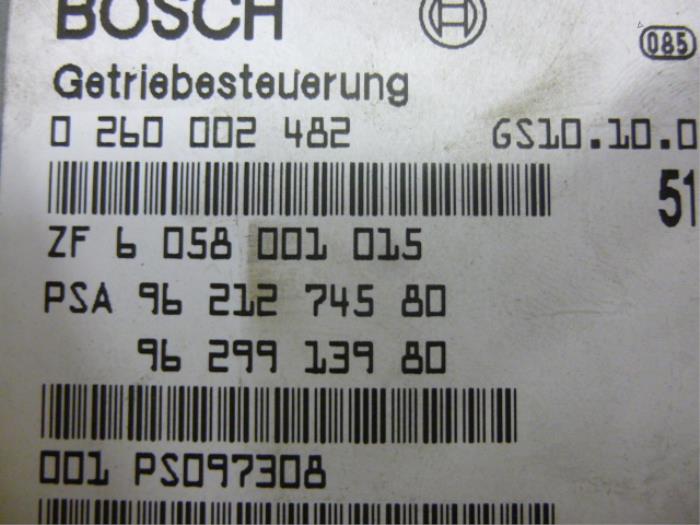 BOSCH
085
Getriebesteuerung
0 260 002 482 GS10.10.0
51
ZF 6 058 001 015
PSA 96 212 745 80
96 299 139 80
001 PS097308